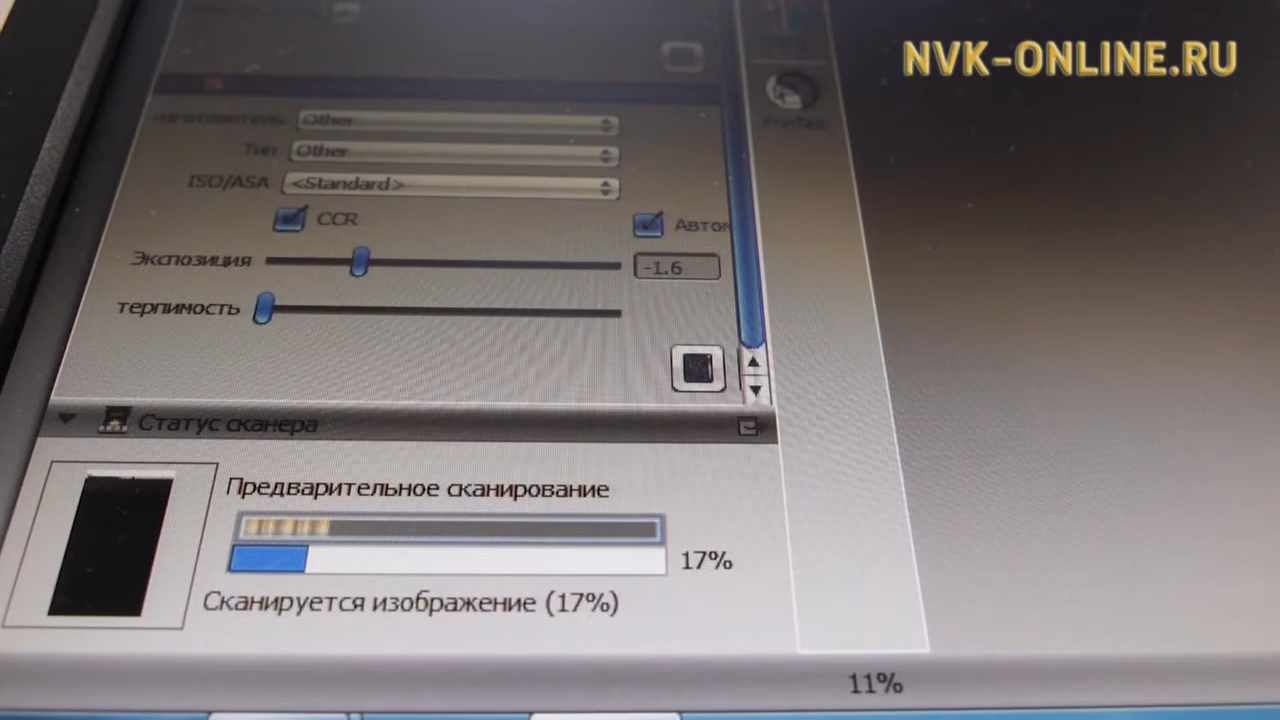 NVK-ONLINE.RU
Other
Тип Other
ISO/ASA <Standard>
CCR Автом
Экспозиция -1.6
терпимость
Статус сканера
Предварительное сканирование
17%
Сканируется изображение (17%)
11%